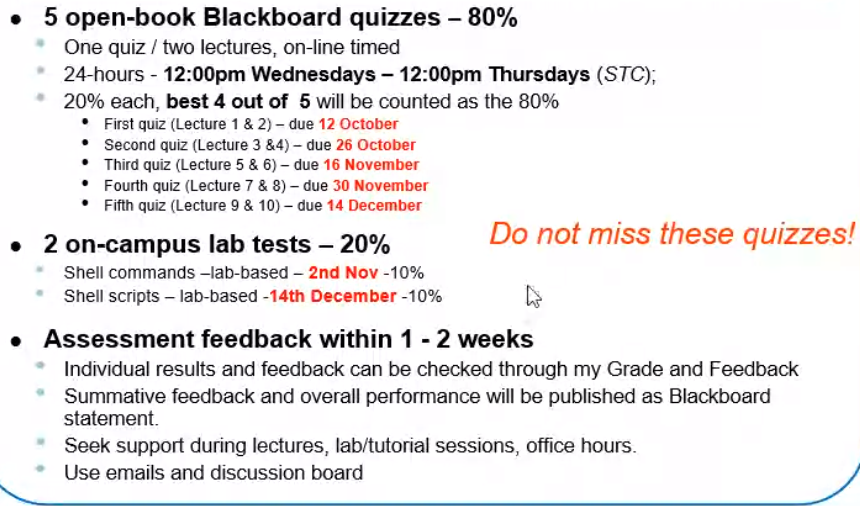 5 open-book Blackboard quizzes – 80%
One quiz / two lectures, on-line timed
24-hours - 12:00pm Wednesdays – 12:00pm Thursdays (STC);
20% each, best 4 out of 5 will be counted as the 80%
First quiz (Lecture 1 & 2) – due 12 October
Second quiz (Lecture 3 &4) – due 26 October
Third quiz (Lecture 5 & 6) – due 16 November
Fourth quiz (Lecture 7 & 8) – due 30 November
Fifth quiz (Lecture 9 & 10) – due 14 December
Do not miss these quizzes!
2 on-campus lab tests – 20%
Shell commands –lab-based – 2nd Nov -10%
Shell scripts – lab-based -14th December -10%
Assessment feedback within 1 - 2 weeks
Individual results and feedback can be checked through my Grade and Feedback
Summative feedback and overall performance will be published as Blackboard
statement.
Seek support during lectures, lab/tutorial sessions, office hours.
Use emails and discussion board